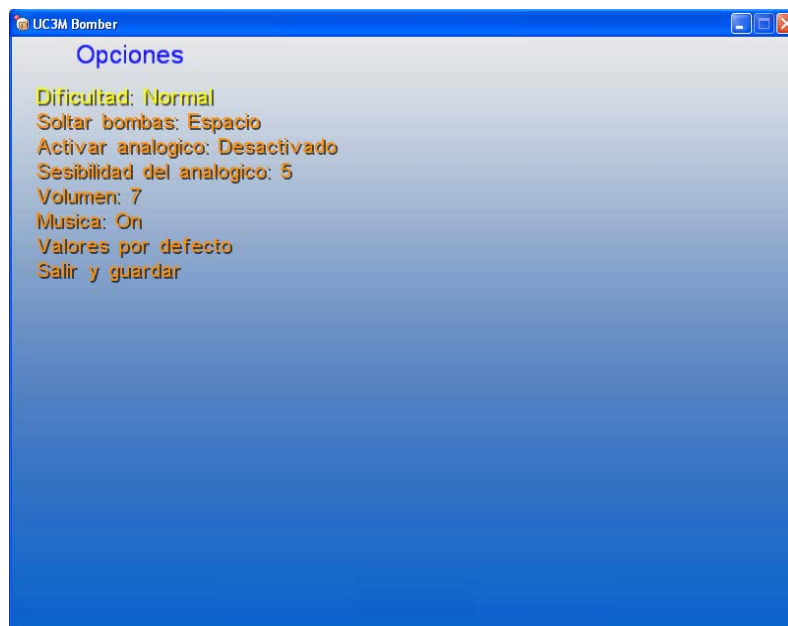 UC3M Bomber
Opciones
Dificultad: Normal
Soltar bombas: Espacio
Activar analogico: Desactivado
Sesibilidad del analogico: 5
Volumen: 7
Musica: On
Valores por defecto
Salir y guardar